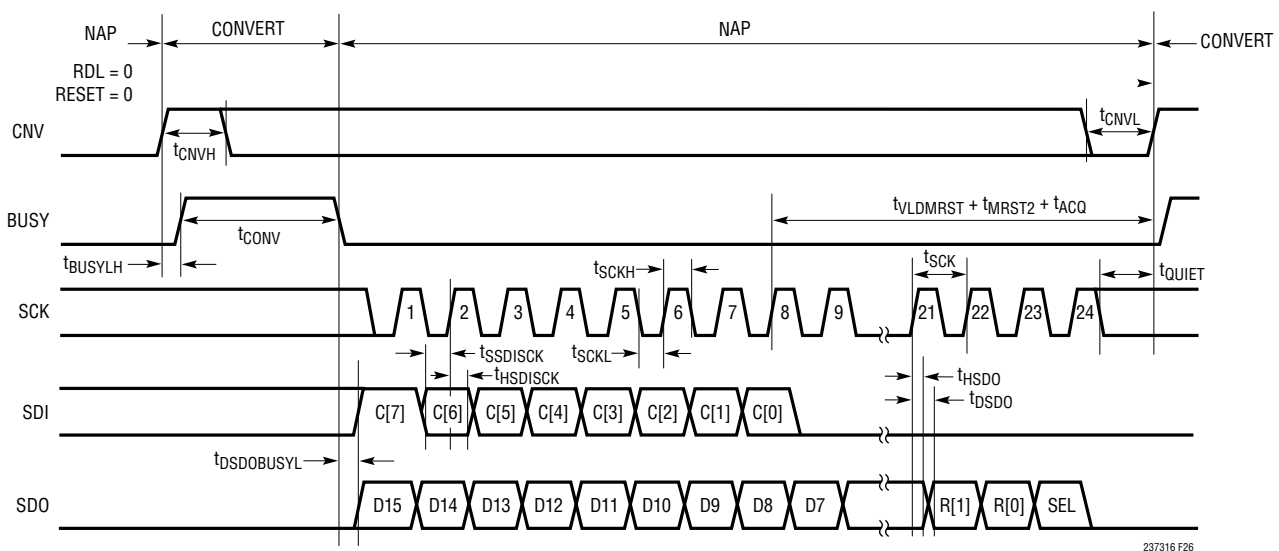 NAP CONVERT NAP CONVERT
RDL = 0
RESET = 0
CNV tCNVH tCNVL
BUSY tCONV tVLDMRST + tMRST2 + tACQ
tBUSYLH tSCKH tSCK tQUIET
SCK 1 2 3 4 5 6 7 8 9 21 22 23 24
tSSDISCK tSCKL
tHSDISCK tHSDO
SDI C[7] C[6] C[5] C[4] C[3] C[2] C[1] C[0] tDSDO
tDSDOBUSYL
SDO D15 D14 D13 D12 D11 D10 D9 D8 D7 R[1] R[0] SEL
237316 F26